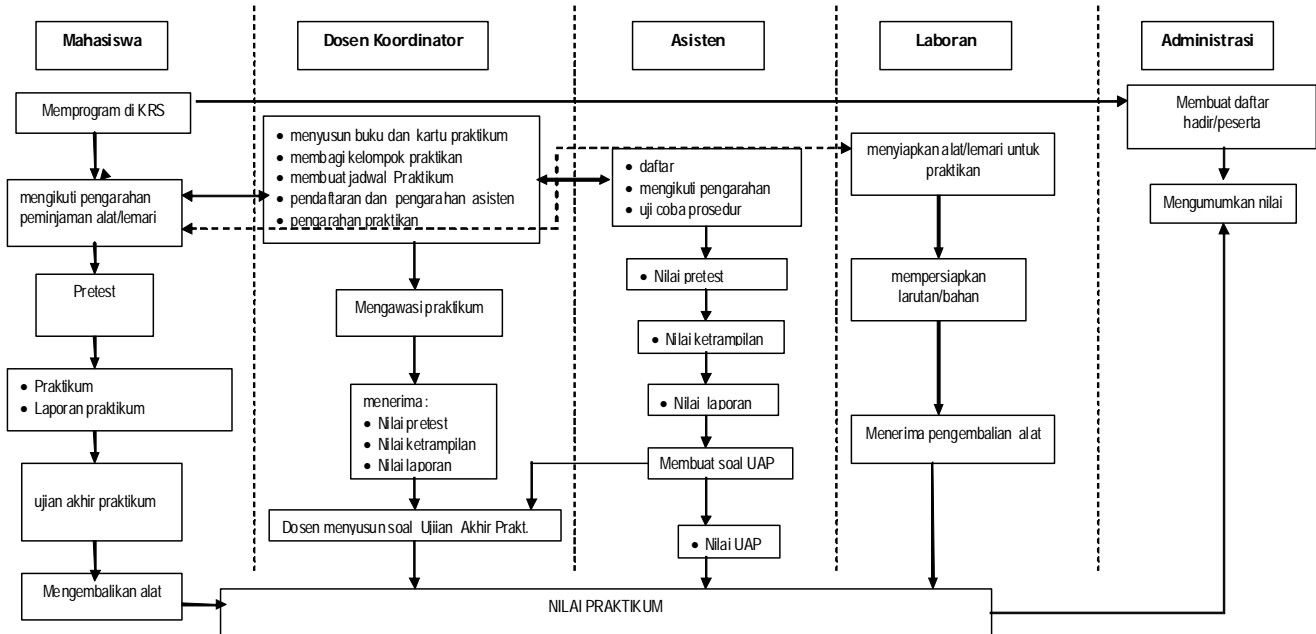 Mahasiswa
Dosen Koordinator
Asisten
Laboran
Administrasi
Memprogram di KRS
mengikuti pengarahan
peminjaman alat/lemari
Pretest
• Praktikum
• Laporan praktikum
ujian akhir praktikum
Mengembalikan alat
• menyusun buku dan kartu praktikum
• membagi kelompok praktikan
• membuat jadwal Praktikum
• pendaftaran dan pengarahan asisten
• pengarahan praktikan
Mengawasi praktikum
menerima :
• Nilai pretest
• Nilai ketrampilan
• Nilai laporan
Dosen menyusun soal Ujiian Akhir Prakt.
• daftar
• mengikuti pengarahan
• uji coba prosedur
• Nilai pretest
• Nilai ketrampilan
• Nilai laporan
Membuat soal UAP
• Nilai UAP
menyiapkan alat/lemari untuk
praktikan
mempersiapkan
larutan/bahan
Menerima pengembalian alat
Membuat daftar
hadir/peserta
Mengumumkan nilai
NILAI PRAKTIKUM